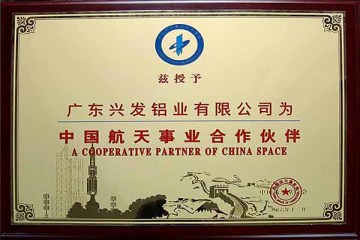 兹授予
广东兴发铝业有限公司为
中国航天事业合作伙伴
A COOPERATIVE PARTNER OF CHINA SPACE